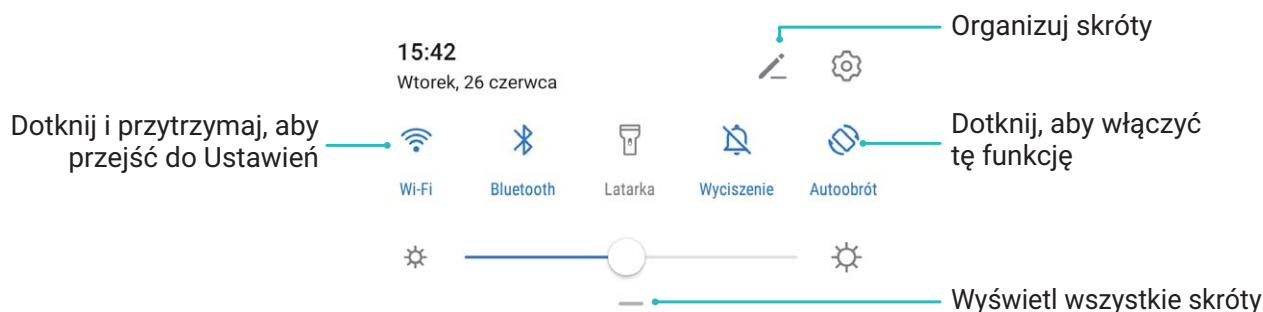 Organizuj skróty
15:42
Wtorek, 26 czerwca
Dotknij i przytrzymaj, aby
przejść do Ustawień
Dotknij, aby włączyć
tę funkcję
Wi-Fi
Bluetooth
Latarka
Wyciszenie
Autoobrót
Wyświetl wszystkie skróty